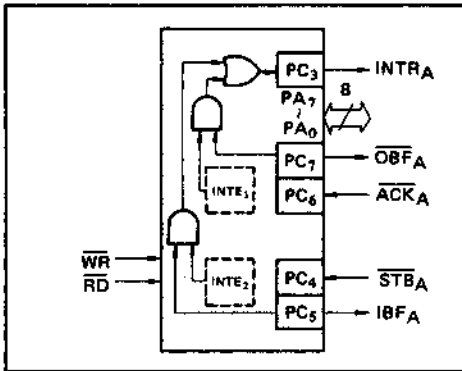 PC3
INTRA
PA7
~
PA0
8
PC7
OBFA
INTE1
PC6
ACKA
WR
RD
INTE2
PC4
STBA
PC5
IBFA